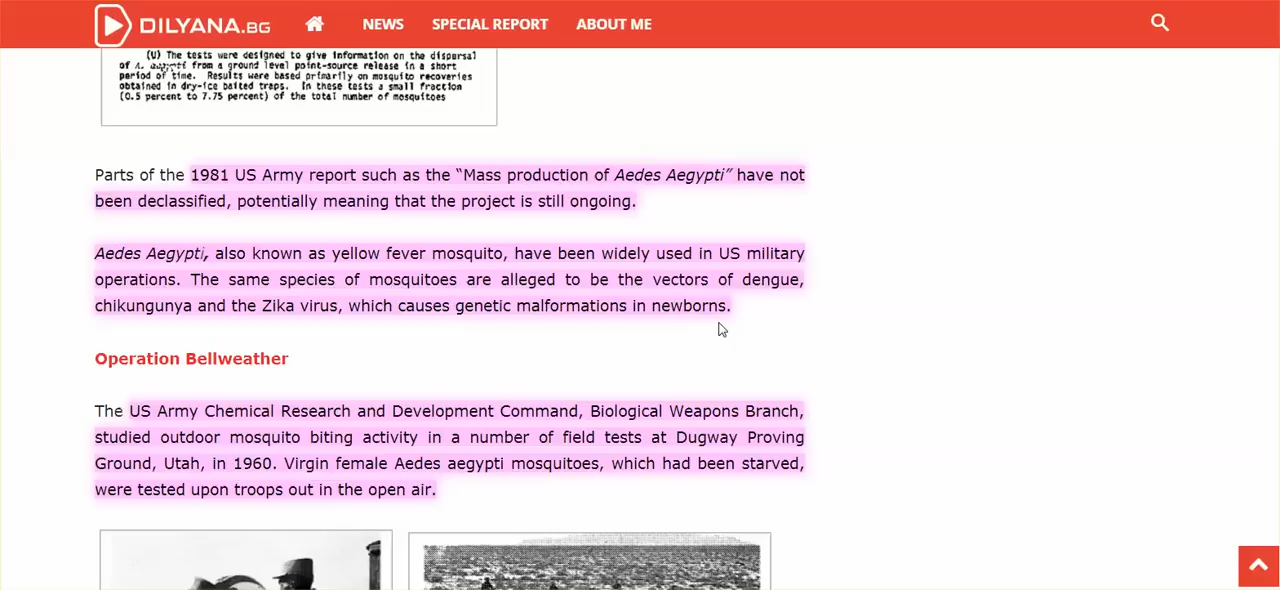 DILYANA.BG NEWS SPECIAL REPORT ABOUT ME
(U) The tests were designed to give information on the dispersal
of A. aegypti from a ground level point-source release in a short
period of time. Results were based primarily on mosquito recoveries
obtained in dry-ice baited traps. In these tests a small fraction
(0.5 percent to 7.75 percent) of the total number of mosquitoes
Parts of the 1981 US Army report such as the “Mass production of Aedes Aegypti” have not
been declassified, potentially meaning that the project is still ongoing.
Aedes Aegypti, also known as yellow fever mosquito, have been widely used in US military
operations. The same species of mosquitoes are alleged to be the vectors of dengue,
chikungunya and the Zika virus, which causes genetic malformations in newborns.
Operation Bellweather
The US Army Chemical Research and Development Command, Biological Weapons Branch,
studied outdoor mosquito biting activity in a number of field tests at Dugway Proving
Ground, Utah, in 1960. Virgin female Aedes aegypti mosquitoes, which had been starved,
were tested upon troops out in the open air.